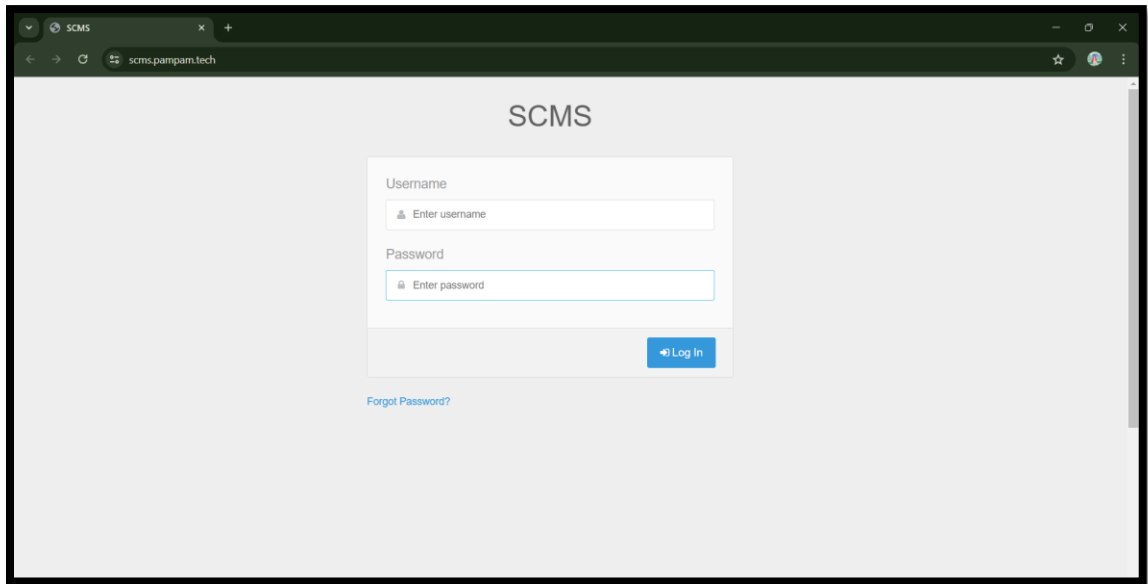 SCMS
scms.pampam.tech
SCMS
Username
Enter username
Password
Enter password
Log In
Forgot Password?